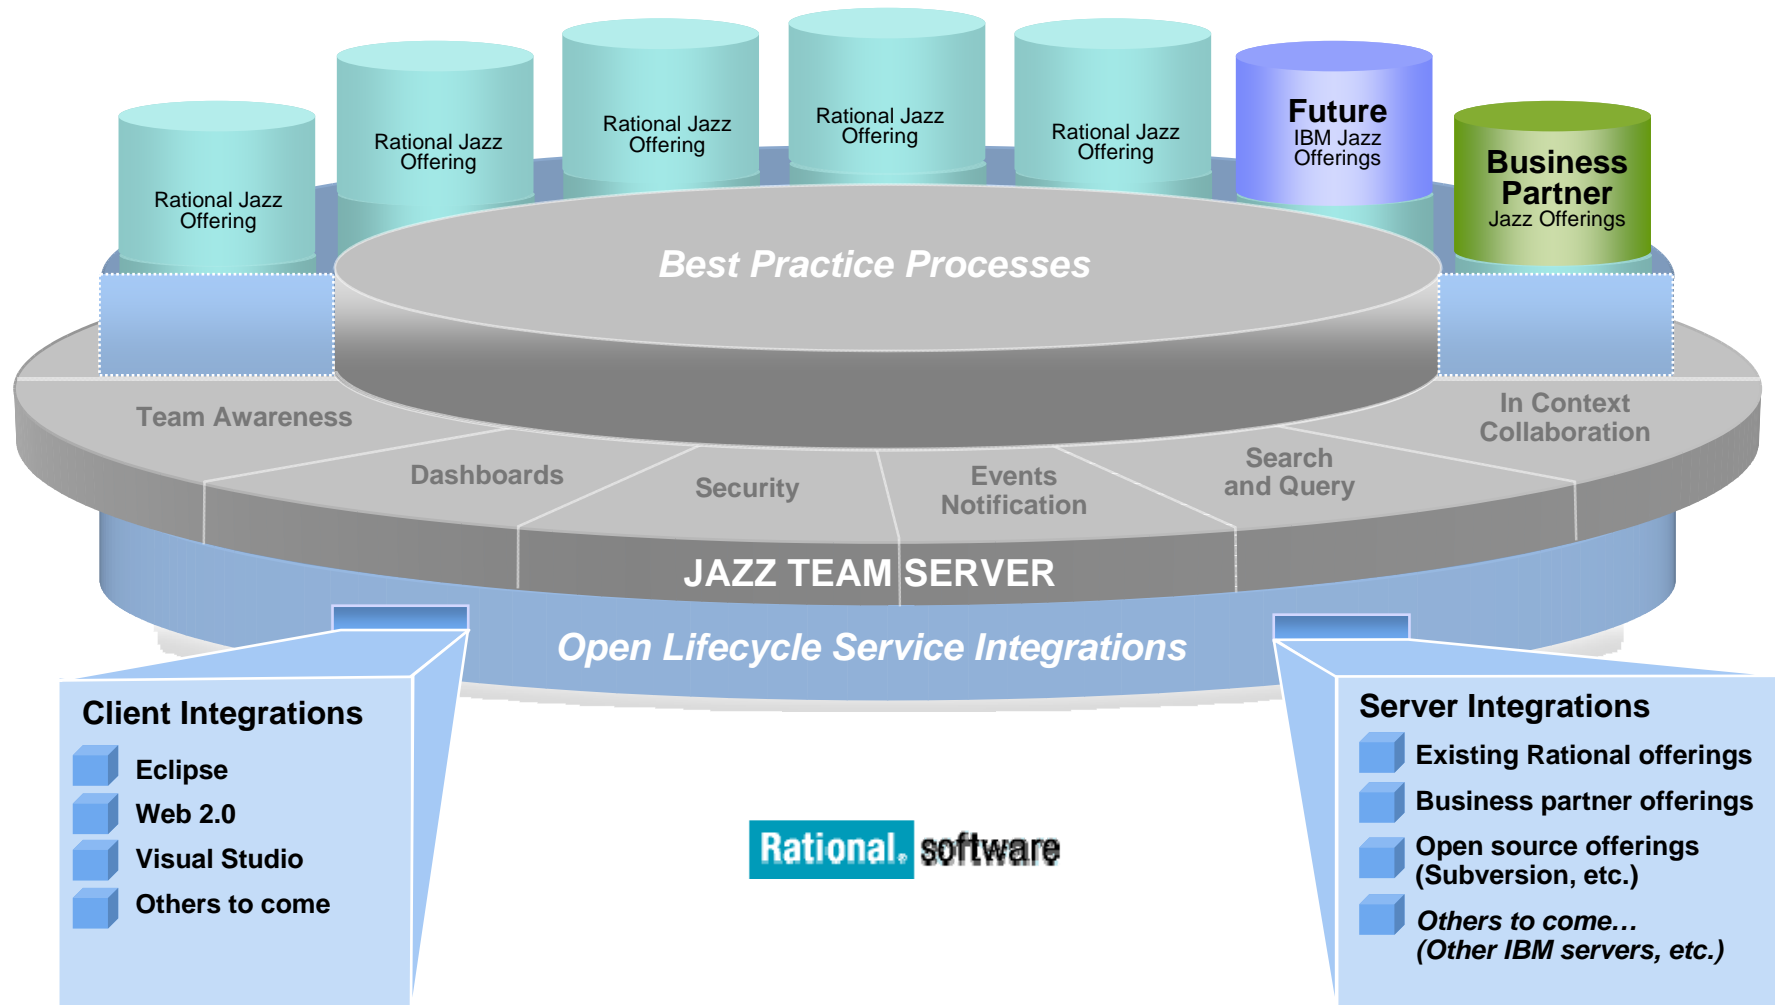 Rational Jazz
Offering
Rational Jazz
Offering
Rational Jazz
Offering
Rational Jazz
Offering
Rational Jazz
Offering
Future
IBM Jazz
Offerings
Business
Partner
Jazz Offerings
Best Practice Processes
Team Awareness
Dashboards
Security
Events
Notification
Search
and Query
In Context
Collaboration
JAZZ TEAM SERVER
Open Lifecycle Service Integrations
Client Integrations
Eclipse
Web 2.0
Visual Studio
Others to come
Rational. software
Server Integrations
Existing Rational offerings
Business partner offerings
Open source offerings
(Subversion, etc.)
Others to come…
(Other IBM servers, etc.)